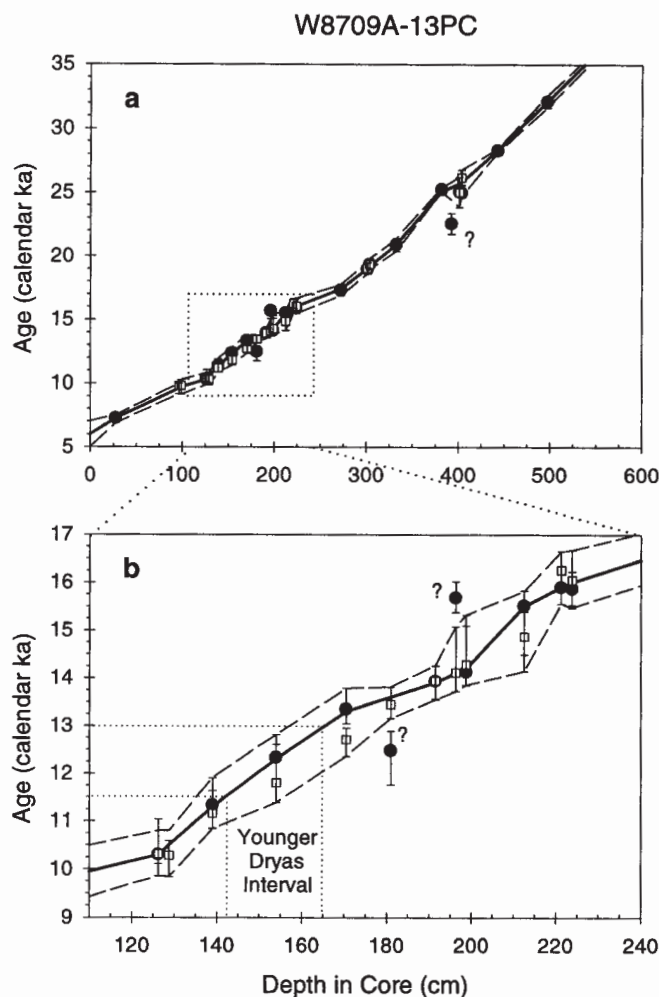 W8709A-13PC
a
35
30
25
20
15
10
5
Age (calendar ka)
?
0 100 200 300 400 500 600
b
17
16
15
14
13
12
11
10
9
Age (calendar ka)
?
?
Younger
Dryas
Interval
120 140 160 180 200 220 240
Depth in Core (cm)